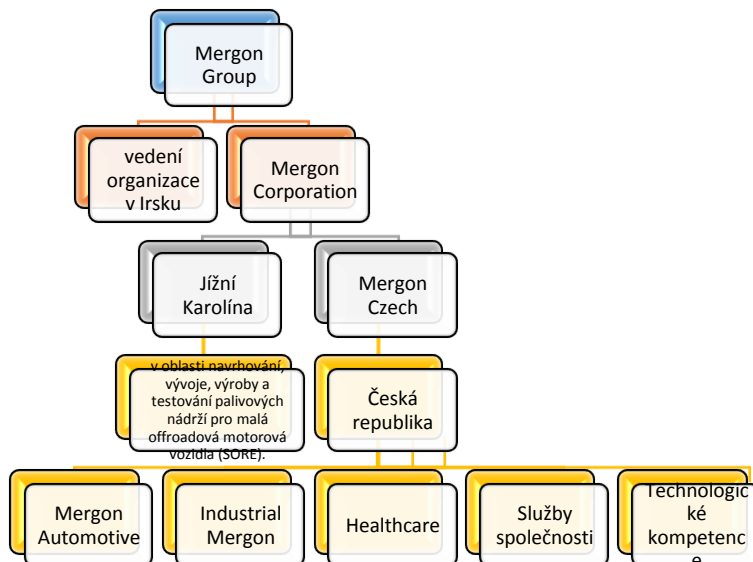 Mergon
Group
vedení
organizace
v Irsku
Mergon
Corporation
Jížní
Karolína
Mergon
Czech
v oblasti navrhování,
vývoje, výroby a
testování palivových
nádrží pro malá
offroadová motorová
vozidla (SORE).
Česká
republika
Mergon
Automotive
Industrial
Mergon
Healthcare
Služby
společnosti
Technologic
ké
kompetenc
e